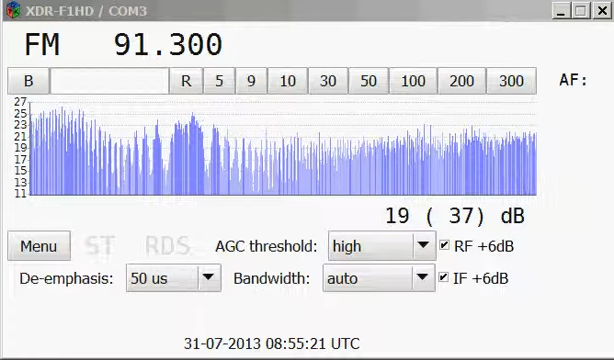 XDR-F1HD / COM3
FM 91.300
B R 5 9 10 30 50 100 200 300 AF:
27
25
23
21
19
17
15
13
11
19 ( 37) dB
Menu ST RDS AGC threshold: high RF +6dB
De-emphasis: 50 us Bandwidth: auto IF +6dB
31-07-2013 08:55:21 UTC